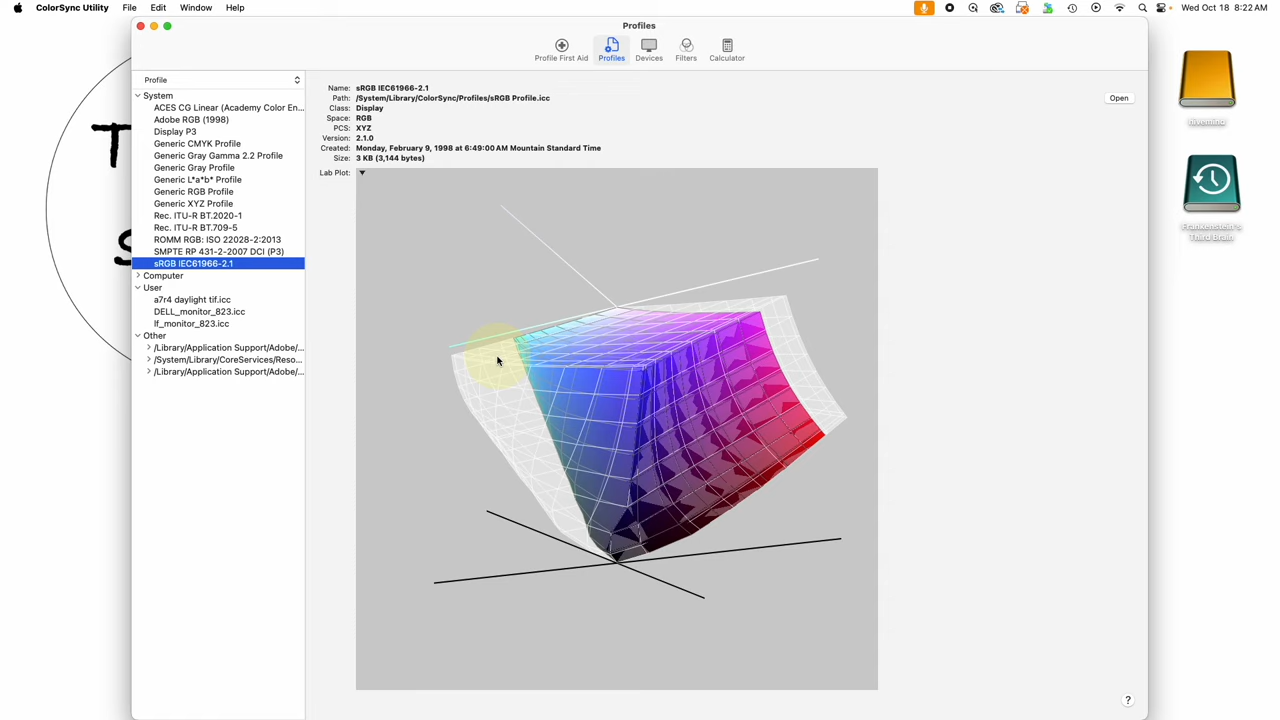 ColorSync Utility File Edit Window Help
Wed Oct 18 8:22 AM
Profiles
Profile First Aid
Profiles
Devices
Filters
Calculator
Profile
System
ACES CG Linear (Academy Color En...
Adobe RGB (1998)
Display P3
Generic CMYK Profile
Generic Gray Gamma 2.2 Profile
Generic Gray Profile
Generic L*a*b* Profile
Generic RGB Profile
Generic XYZ Profile
Rec. ITU-R BT.2020-1
Rec. ITU-R BT.709-5
ROMM RGB: ISO 22028-2:2013
SMPTE RP 431-2-2007 DCI (P3)
sRGB IEC61966-2.1
Computer
User
a7r4 daylight tif.icc
DELL_monitor_823.icc
lf_monitor_823.icc
Other
/Library/Application Support/Adobe/...
/System/Library/CoreServices/Reso...
/Library/Application Support/Adobe/...
Name: sRGB IEC61966-2.1
Path: /System/Library/ColorSync/Profiles/sRGB Profile.icc
Open
Class: Display
Space: RGB
PCS: XYZ
Version: 2.1.0
Created: Monday, February 9, 1998 at 6:49:00 AM Mountain Standard Time
Size: 3 KB (3,144 bytes)
Lab Plot:
?
T
S
hivemind
Frankenstein's
Third Brain